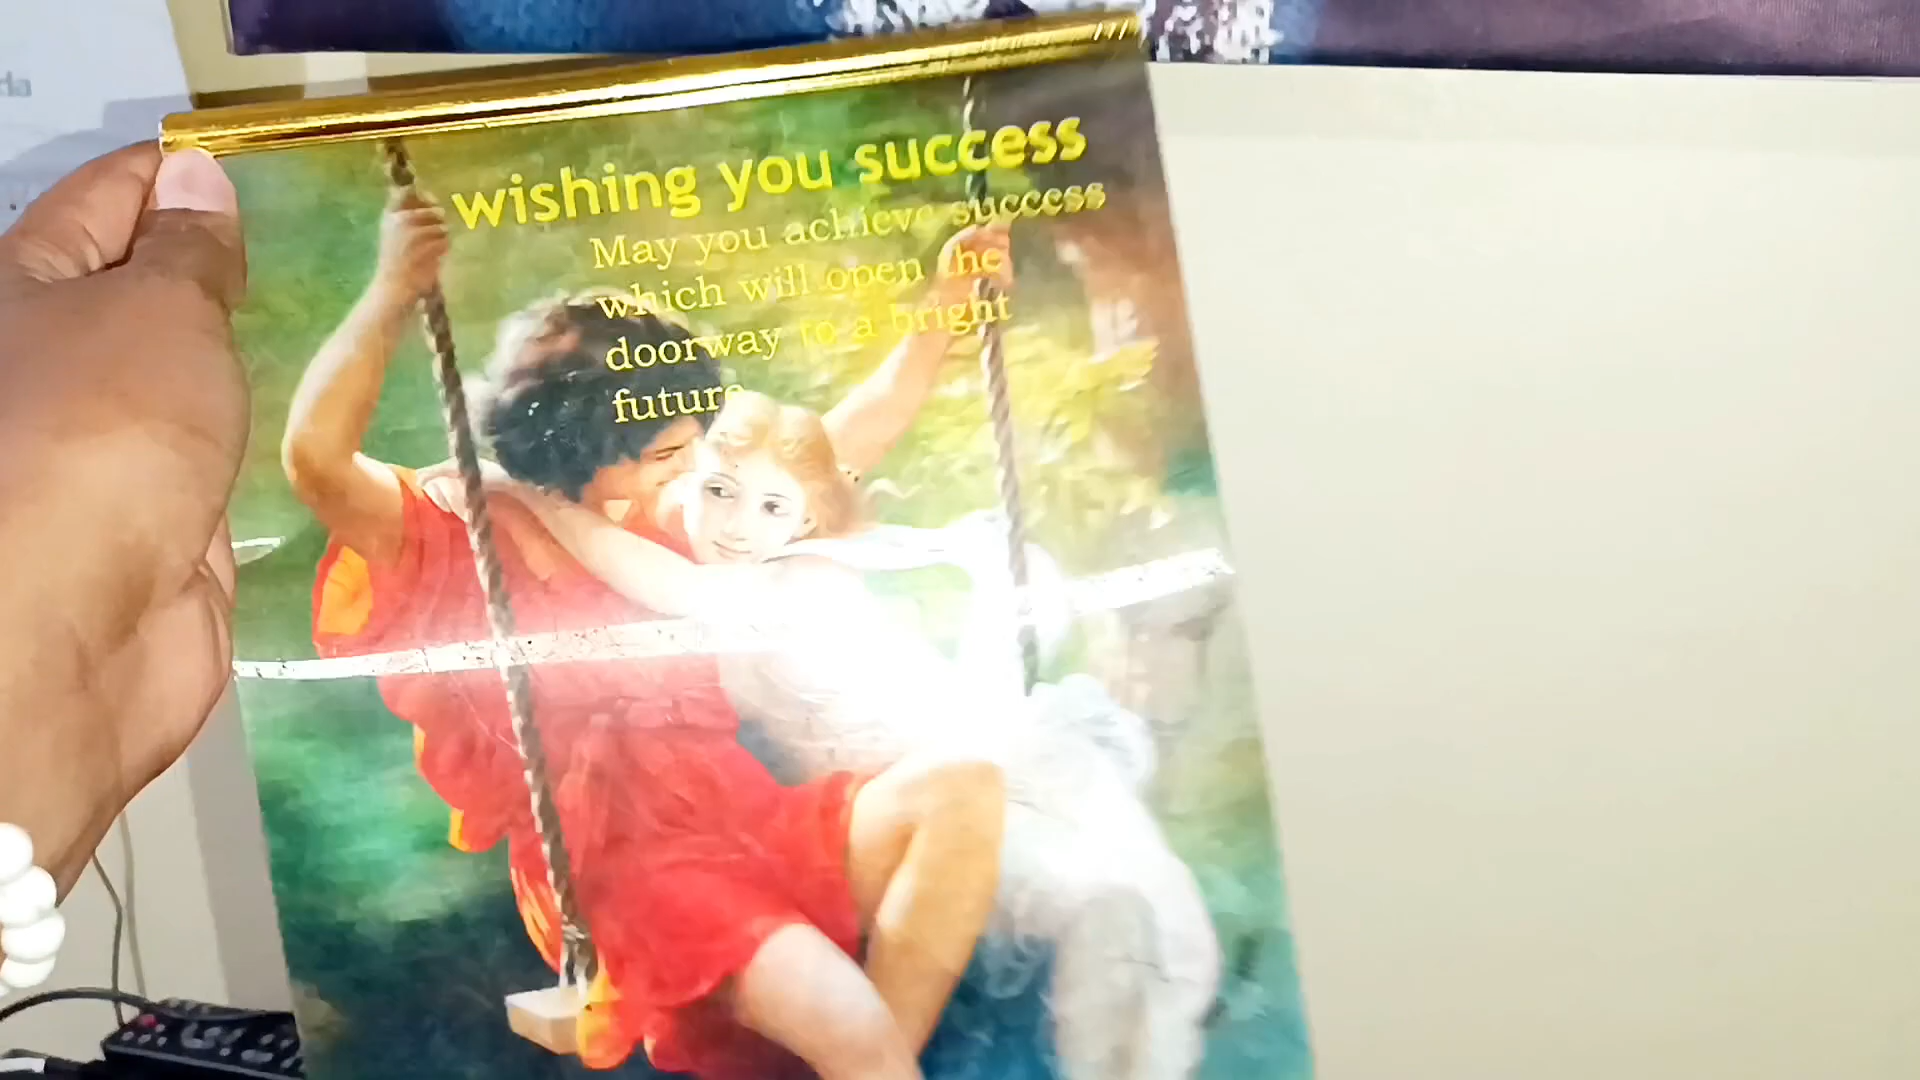 wishing you success
May you achieve success
which will open the
doorway to a bright
future